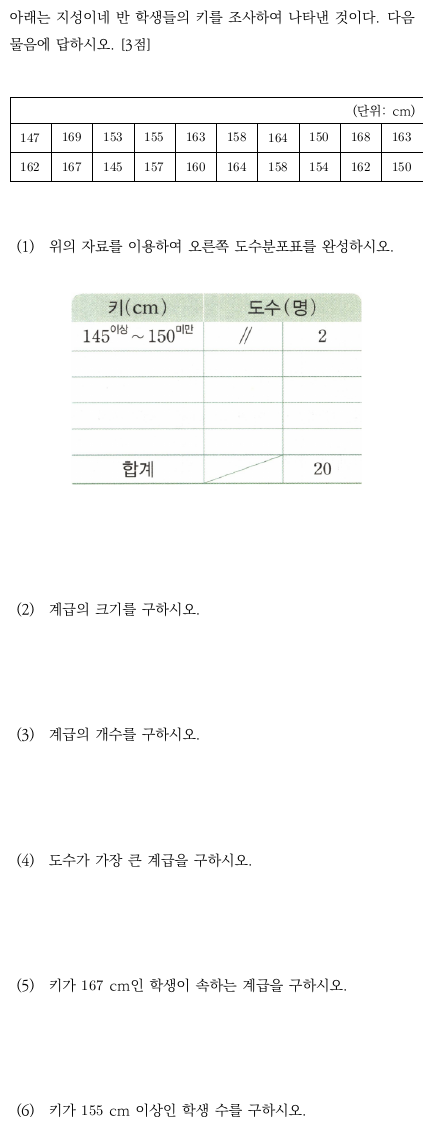 아래는 지성이네 반 학생들의 키를 조사하여 나타낸 것이다. 다음
물음에 답하시오. [3점]
(단위: cm)
147 169 153 155 163 158 164 150 168 163
162 167 145 157 160 164 158 154 162 150
(1) 위의 자료를 이용하여 오른쪽 도수분포표를 완성하시오.
키(cm) 도수(명)
145이상 ~ 150미만 // 2
합계 20
(2) 계급의 크기를 구하시오.
(3) 계급의 개수를 구하시오.
(4) 도수가 가장 큰 계급을 구하시오.
(5) 키가 167 cm인 학생이 속하는 계급을 구하시오.
(6) 키가 155 cm 이상인 학생 수를 구하시오.